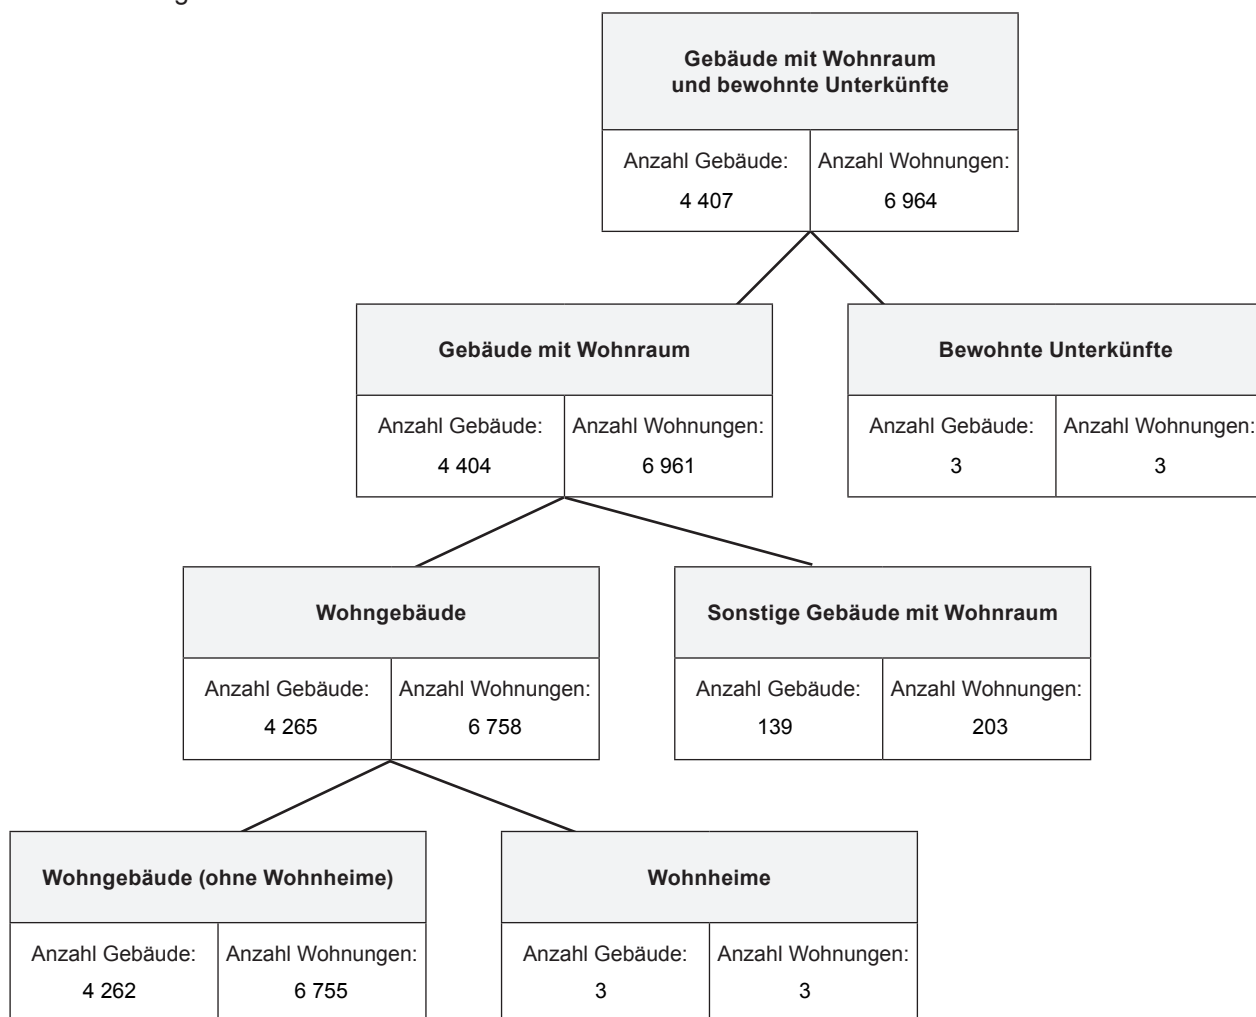 Gebäude mit Wohnraum
und bewohnte Unterkünfte
Anzahl Gebäude: Anzahl Wohnungen:
4 407 6 964
Gebäude mit Wohnraum
Anzahl Gebäude: Anzahl Wohnungen:
4 404 6 961
Bewohnte Unterkünfte
Anzahl Gebäude: Anzahl Wohnungen:
3 3
Wohngebäude
Anzahl Gebäude: Anzahl Wohnungen:
4 265 6 758
Sonstige Gebäude mit Wohnraum
Anzahl Gebäude: Anzahl Wohnungen:
139 203
Wohngebäude (ohne Wohnheime)
Anzahl Gebäude: Anzahl Wohnungen:
4 262 6 755
Wohnheime
Anzahl Gebäude: Anzahl Wohnungen:
3 3